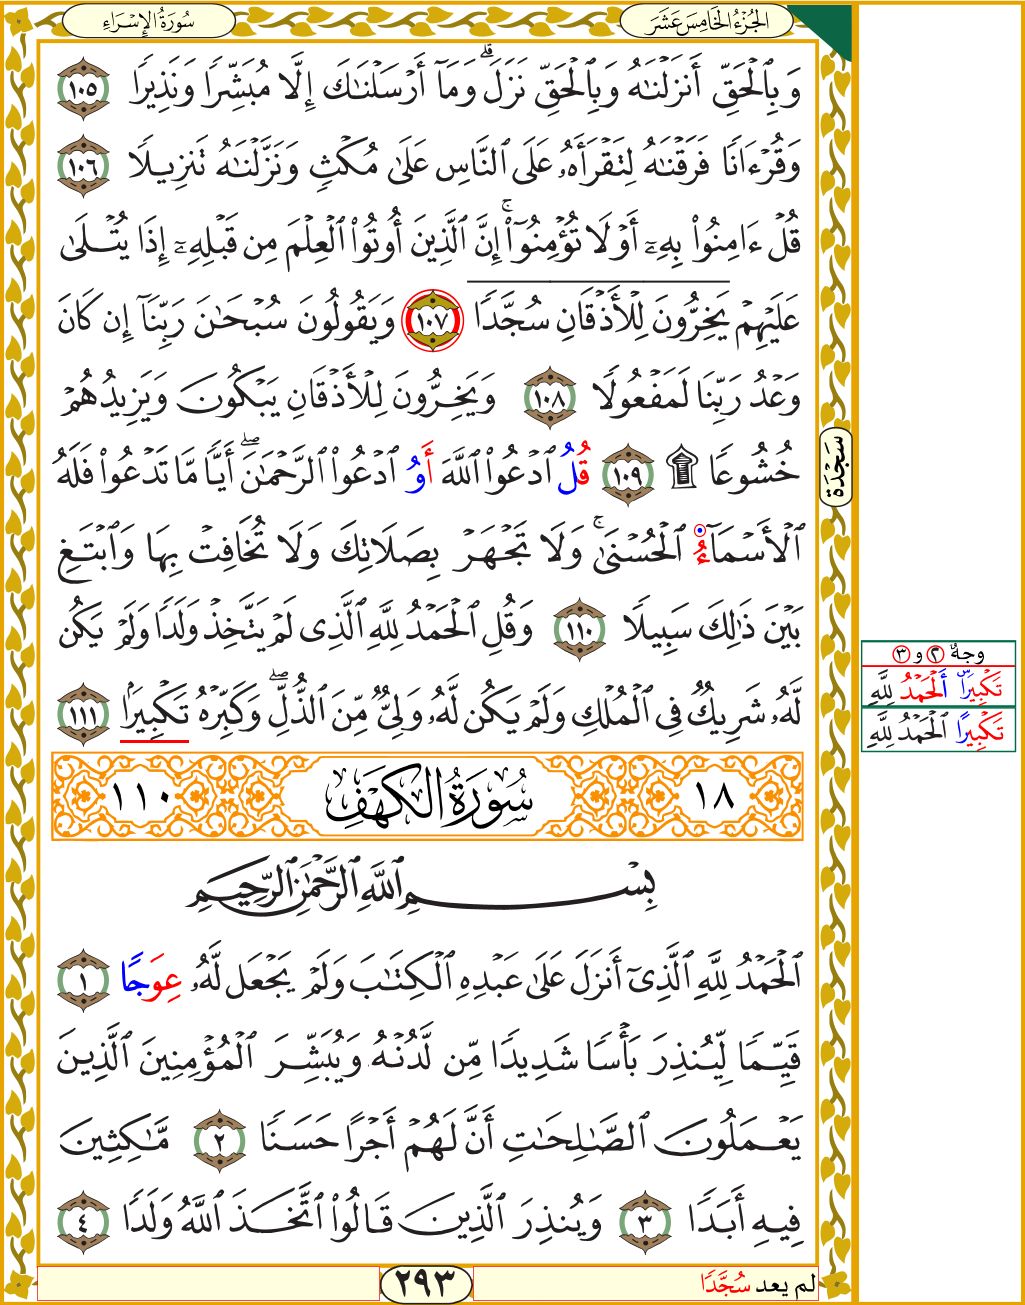 سُورَةُ الإِسْرَاءِ
الجُزْءُ الخَامِسَ عَشَرَ
وَبِٱلۡحَقِّ أَنزَلۡنَٰهُ وَبِٱلۡحَقِّ نَزَلَۗ وَمَآ أَرۡسَلۡنَٰكَ إِلَّا مُبَشِّرٗا وَنَذِيرٗا ١٠٥
وَقُرۡءَانٗا فَرَقۡنَٰهُ لِتَقۡرَأَهُۥ عَلَى ٱلنَّاسِ عَلَىٰ مُكۡثٖ وَنَزَّلۡنَٰهُ تَنزِيلٗا ١٠٦
قُلۡ ءَامِنُواْ بِهِۦٓ أَوۡ لَا تُؤۡمِنُوٓاْۚ إِنَّ ٱلَّذِينَ أُوتُواْ ٱلۡعِلۡمَ مِن قَبۡلِهِۦٓ إِذَا يُتۡلَىٰ
عَلَيۡهِمۡ يَخِرُّونَ لِلۡأَذۡقَانِ سُجَّدٗا ١٠٧ وَيَقُولُونَ سُبۡحَٰنَ رَبِّنَآ إِن كَانَ
وَعۡدُ رَبِّنَا لَمَفۡعُولٗا ١٠٨ وَيَخِرُّونَ لِلۡأَذۡقَانِ يَبۡكُونَ وَيَزِيدُهُمۡ
خُشُوعٗا ۩ ١٠٩ قُلُ ٱدۡعُواْ ٱللَّهَ أَوُ ٱدۡعُواْ ٱلرَّحۡمَٰنَۖ أَيّٗا مَّا تَدۡعُواْ فَلَهُ
ٱلۡأَسۡمَآءُ ٱلۡحُسۡنَىٰۚ وَلَا تَجۡهَرۡ بِصَلَاتِكَ وَلَا تُخَافِتۡ بِهَا وَٱبۡتَغِ
بَيۡنَ ذَٰلِكَ سَبِيلٗا ١١٠ وَقُلِ ٱلۡحَمۡدُ لِلَّهِ ٱلَّذِي لَمۡ يَتَّخِذۡ وَلَدٗا وَلَمۡ يَكُن
لَّهُۥ شَرِيكٞ فِي ٱلۡمُلۡكِ وَلَمۡ يَكُن لَّهُۥ وَلِيّٞ مِّنَ ٱلذُّلِّۖ وَكَبِّرۡهُ تَكۡبِيرَۢا ١١١
١٨ سُورَةُ الكَهۡفِ ١١٠
بِسۡمِ ٱللَّهِ ٱلرَّحۡمَٰنِ ٱلرَّحِيمِ
ٱلۡحَمۡدُ لِلَّهِ ٱلَّذِيٓ أَنزَلَ عَلَىٰ عَبۡدِهِ ٱلۡكِتَٰبَ وَلَمۡ يَجۡعَل لَّهُۥ عِوَجٗا ١
قَيِّمٗا لِّيُنذِرَ بَأۡسٗا شَدِيدٗا مِّن لَّدُنۡهُ وَيُبَشِّرَ ٱلۡمُؤۡمِنِينَ ٱلَّذِينَ
يَعۡمَلُونَ ٱلصَّٰلِحَٰتِ أَنَّ لَهُمۡ أَجۡرًا حَسَنٗا ٢ مَّٰكِثِينَ
فِيهِ أَبَدٗا ٣ وَيُنذِرَ ٱلَّذِينَ قَالُواْ ٱتَّخَذَ ٱللَّهُ وَلَدٗا ٤
سَجْدَة
وجهُ ٢ و ٣
تَكۡبِيرًا أَلۡحَمۡدُ لِلَّهِ
تَكۡبِيرًا ٱلۡحَمۡدُ لِلَّهِ
لم يعد سُجَّدٗا
٢٩٣